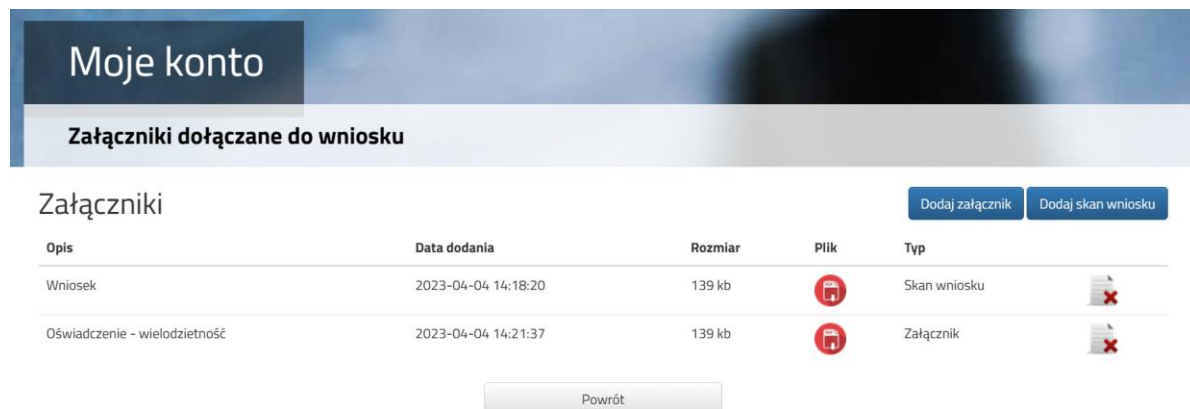 Moje konto
Załączniki dołączane do wniosku
Załączniki
Dodaj załącznik Dodaj skan wniosku
Opis Data dodania Rozmiar Plik Typ
Wniosek 2023-04-04 14:18:20 139 kb Skan wniosku
Oświadczenie - wielodzietność 2023-04-04 14:21:37 139 kb Załącznik
Powrót